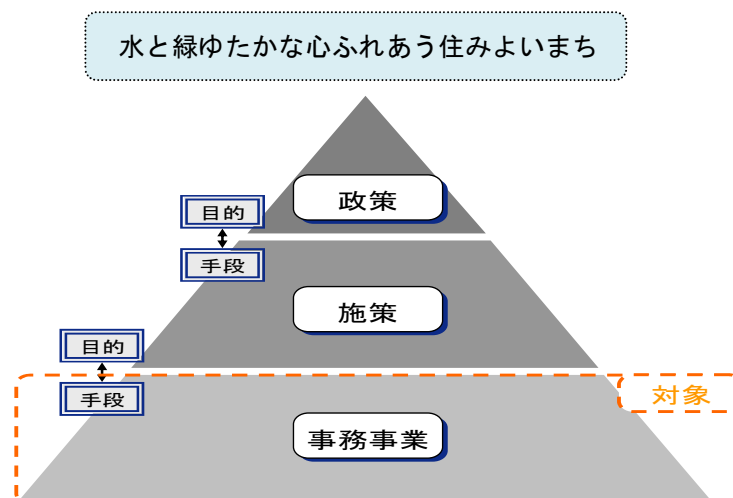 水と緑ゆたかな心ふれあう住みよいまち
政策
目的
手段
施策
目的
手段
対象
事務事業